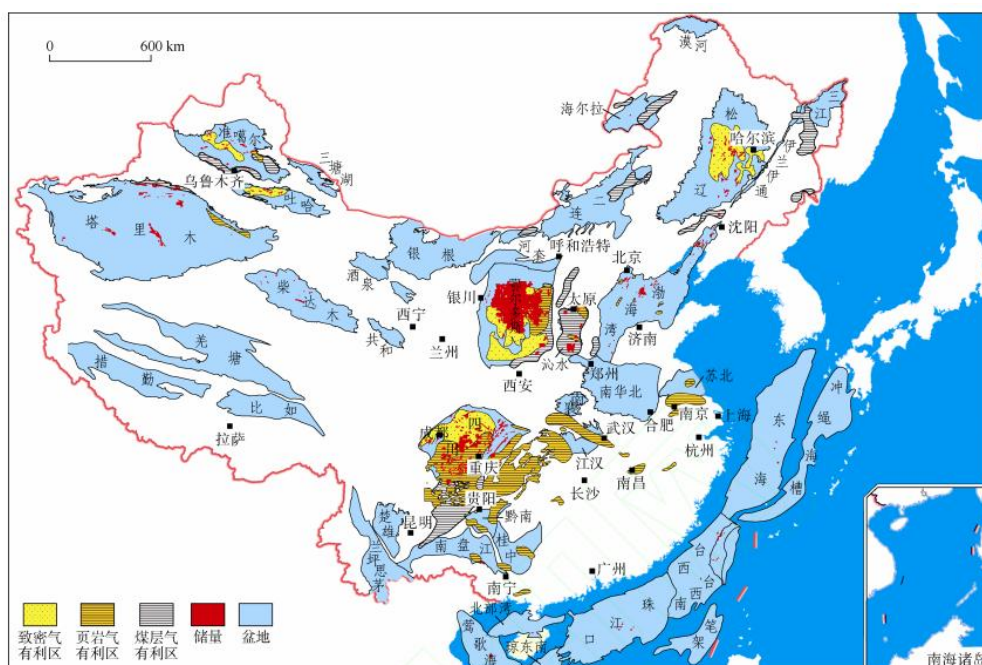 0 600 km
漠河
海尔拉
三江
松辽
哈尔滨
伊兰伊通
准噶尔
乌鲁木齐
三塘湖
吐哈
塔里木
二连
沈阳
银根
河套
呼和浩特
北京
酒泉
柴达木
银川
太原
渤海湾
西宁
兰州
共和
济南
沁水
西安
郑州
南华北
苏北
羌塘
措勤
比如
拉萨
合肥
南京
上海
杭州
成都
四川
重庆
武汉
江汉
南昌
长沙
贵阳
黔南
楚雄
昆明
南盘江
桂中
兰坪思茅
南宁
广州
东海
冲绳海槽
台西
台西南
珠江口
笔架
北部湾
莺歌海
琼东南
南海诸岛
致密气有利区
页岩气有利区
煤层气有利区
储量
盆地